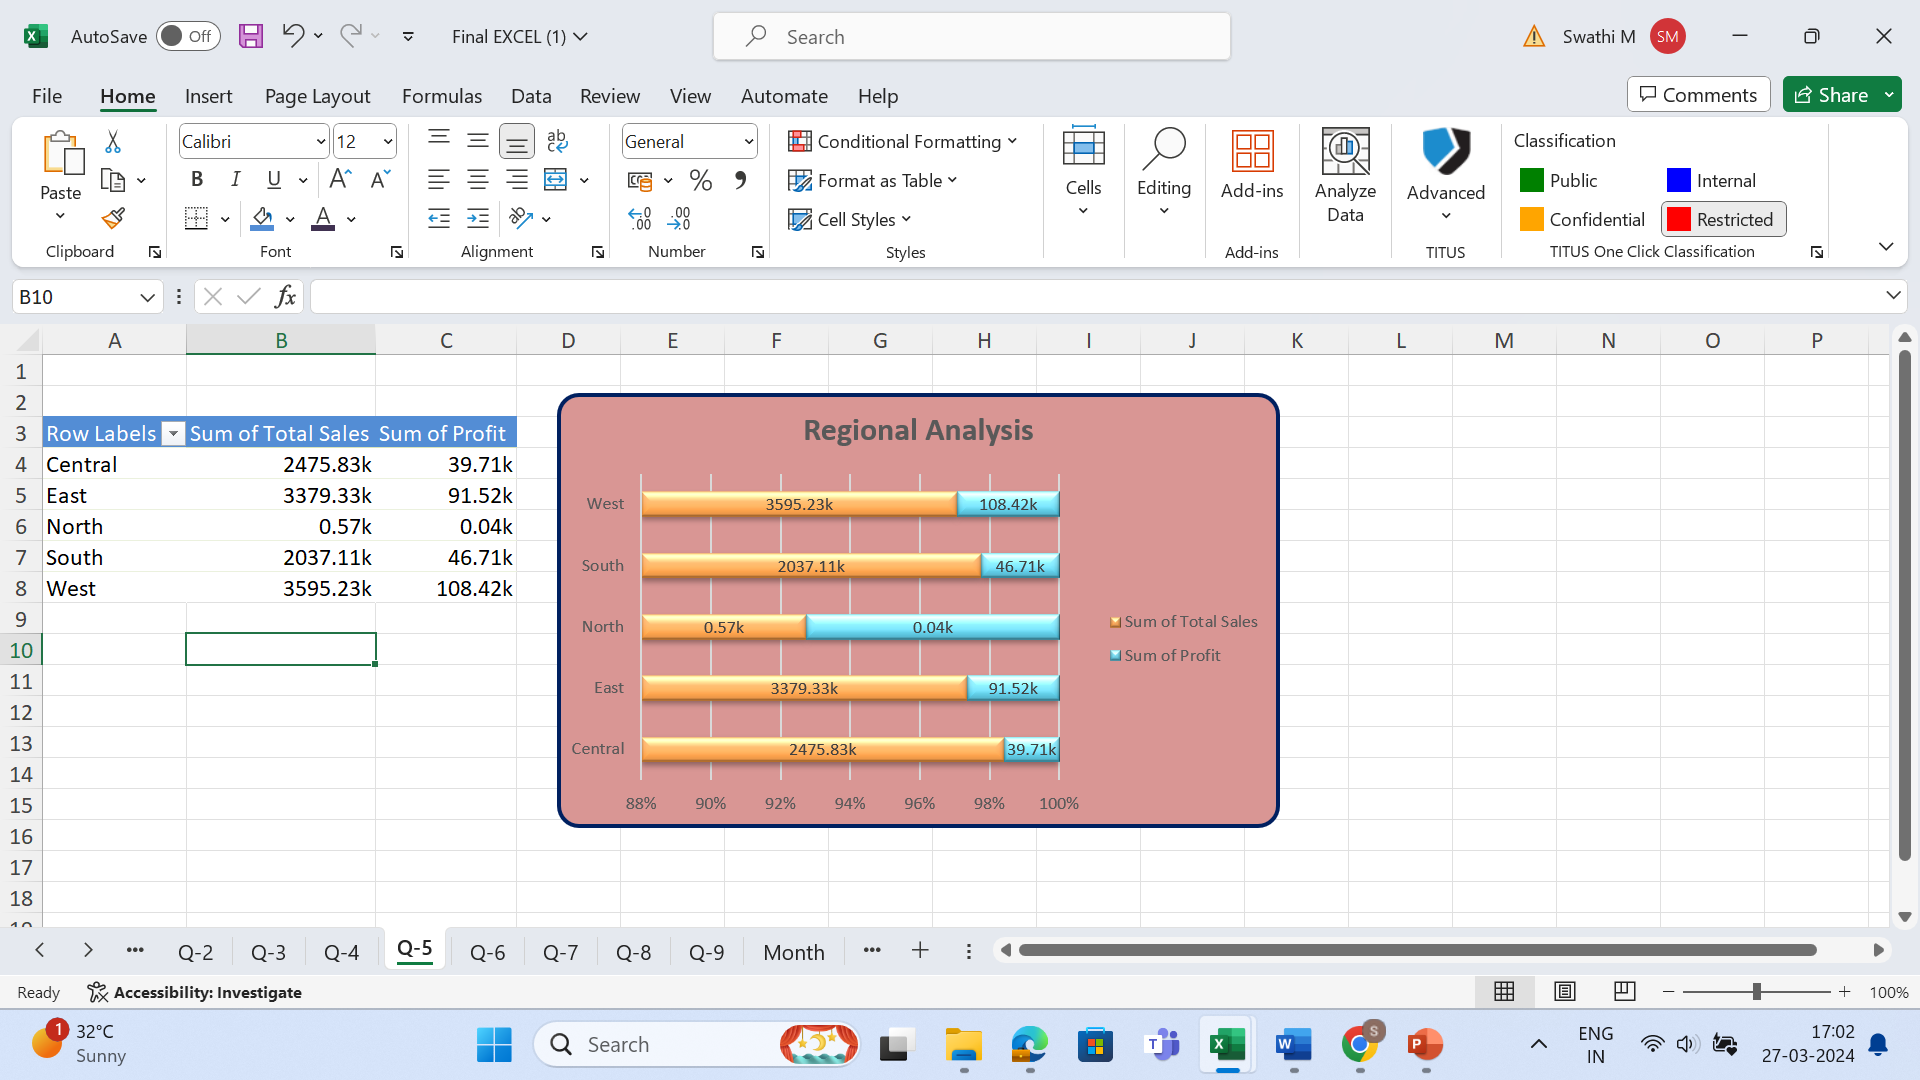 AutoSave Off Final EXCEL (1) Search Swathi M SM
File Home Insert Page Layout Formulas Data Review View Automate Help Comments Share
Paste
Clipboard
Calibri 12
B I U A A
A
Font
ab
Alignment
General
% ,
Number
Conditional Formatting
Format as Table
Cell Styles
Styles
Cells
Editing
Add-ins
Add-ins
Analyze
Data
Advanced
TITUS
Classification
Public Internal
Confidential Restricted
TITUS One Click Classification
B10 fx
A B C D E F G H I J K L M N O P
1
2
3 Row Labels Sum of Total Sales Sum of Profit
4 Central 2475.83k 39.71k
5 East 3379.33k 91.52k
6 North 0.57k 0.04k
7 South 2037.11k 46.71k
8 West 3595.23k 108.42k
9
10
11
12
13
14
15
16
17
18
Regional Analysis
West 3595.23k 108.42k
South 2037.11k 46.71k
North 0.57k 0.04k
East 3379.33k 91.52k
Central 2475.83k 39.71k
88% 90% 92% 94% 96% 98% 100%
Sum of Total Sales
Sum of Profit
Q-2 Q-3 Q-4 Q-5 Q-6 Q-7 Q-8 Q-9 Month
Ready Accessibility: Investigate 100%
1 32°C
Sunny
Search
ENG
IN
17:02
27-03-2024